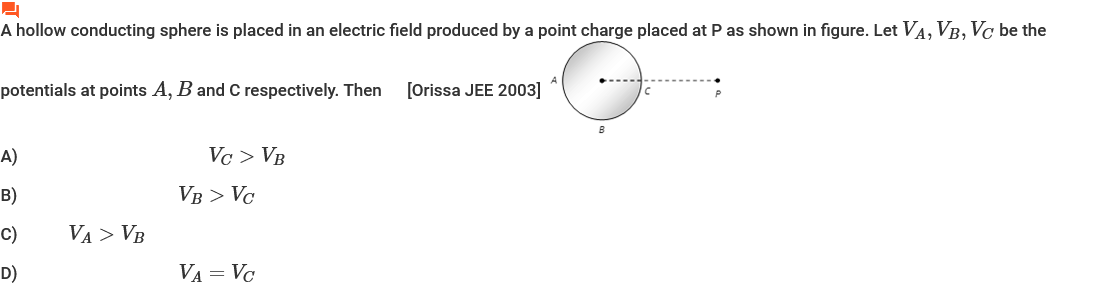 A hollow conducting sphere is placed in an electric field produced by a point charge placed at P as shown in figure. Let V_A, V_B, V_C be the
potentials at points A, B and C respectively. Then [Orissa JEE 2003]
A
C
P
B
A) V_C > V_B
B) V_B > V_C
C) V_A > V_B
D) V_A = V_C